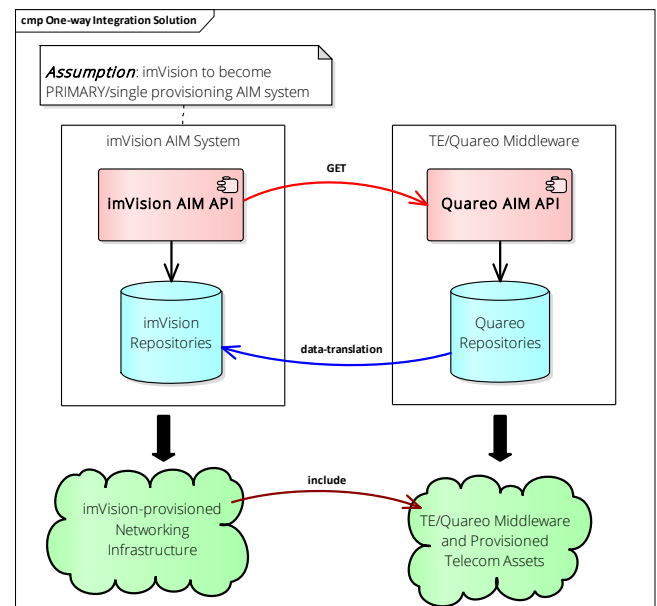 cmp One-way Integration Solution
Assumption: imVision to become
PRIMARY/single provisioning AIM system
imVision AIM System
TE/Quareo Middleware
GET
imVision AIM API
Quareo AIM API
imVision
Repositories
Quareo
Repositories
data-translation
include
imVision-provisioned
Networking
Infrastructure
TE/Quareo Middleware
and Provisioned
Telecom Assets